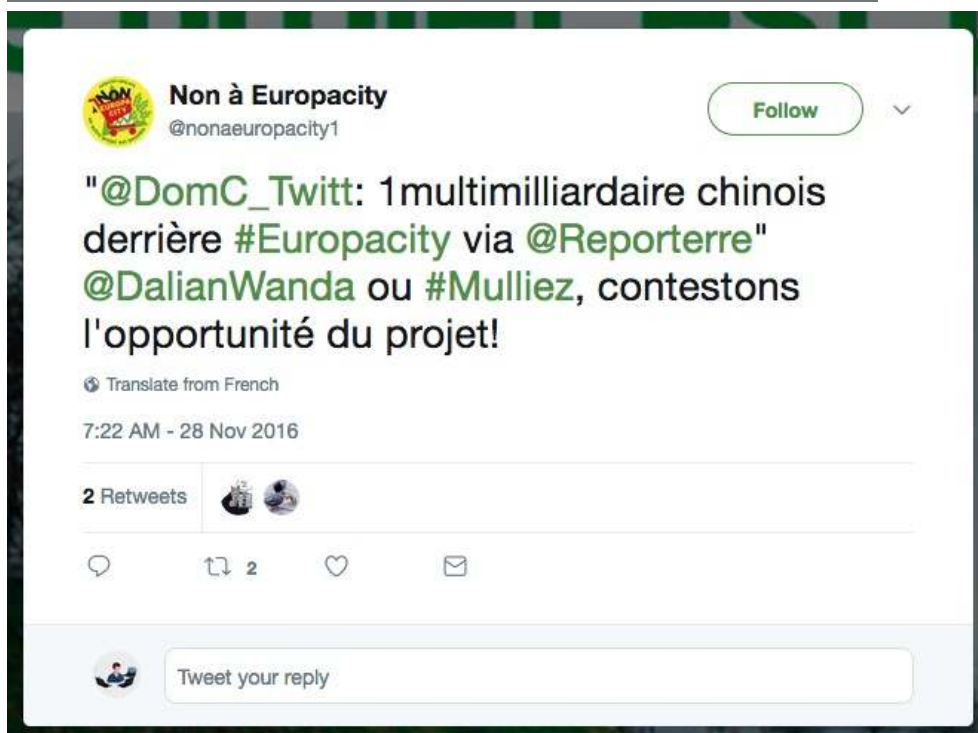 Non à Europacity
@nonaeuropacity1
Follow
"@DomC_Twitt: 1multimilliardaire chinois
derrière #Europacity via @Reporterre"
@DalianWanda ou #Mulliez, contestons
l'opportunité du projet!
Translate from French
7:22 AM - 28 Nov 2016
2 Retweets
2
Tweet your reply